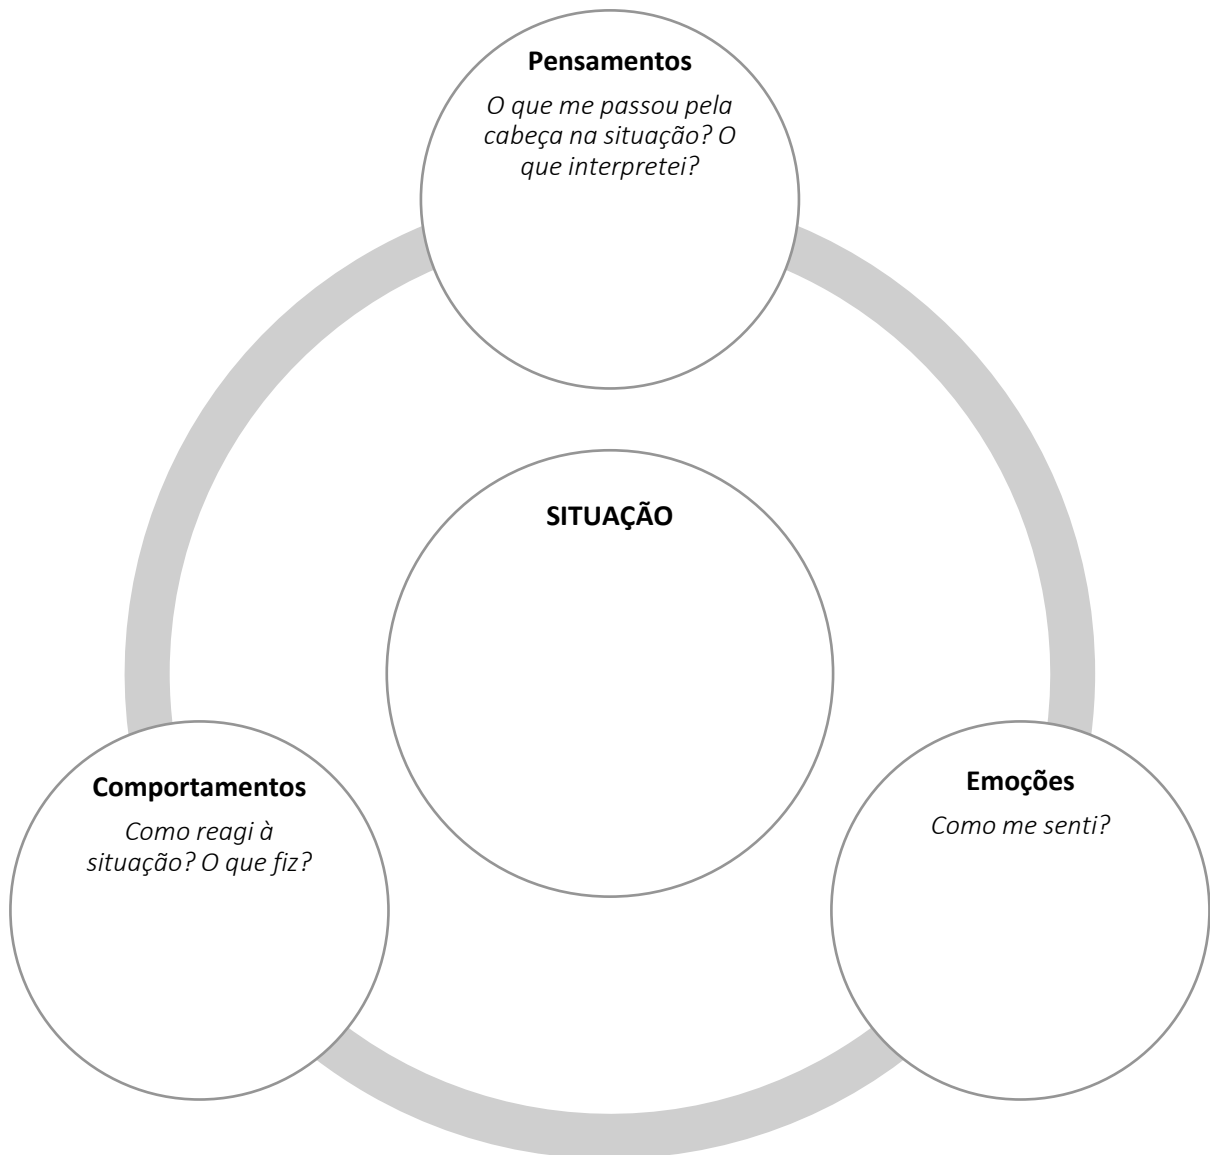 Pensamentos
O que me passou pela
cabeça na situação? O
que interpretei?
SITUAÇÃO
Comportamentos
Como reagi à
situação? O que fiz?
Emoções
Como me senti?